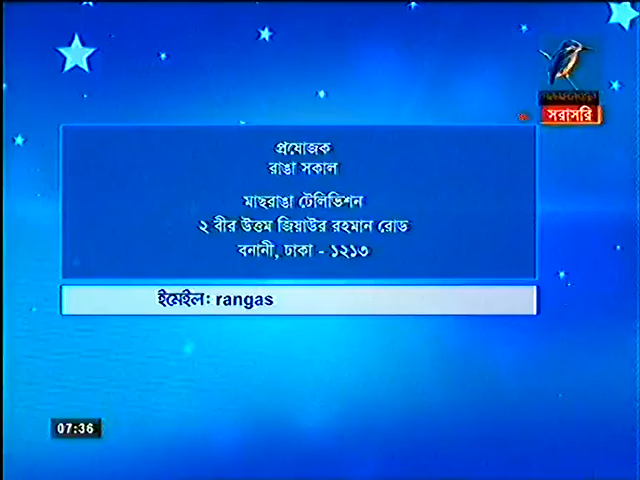 সরাসরি
প্রযোজক
রাঙা সকাল
মাছরাঙা টেলিভিশন
২ বীর উত্তম জিয়াউর রহমান রোড
বনানী, ঢাকা - ১২১৩
ইমেইল: rangas
07:36